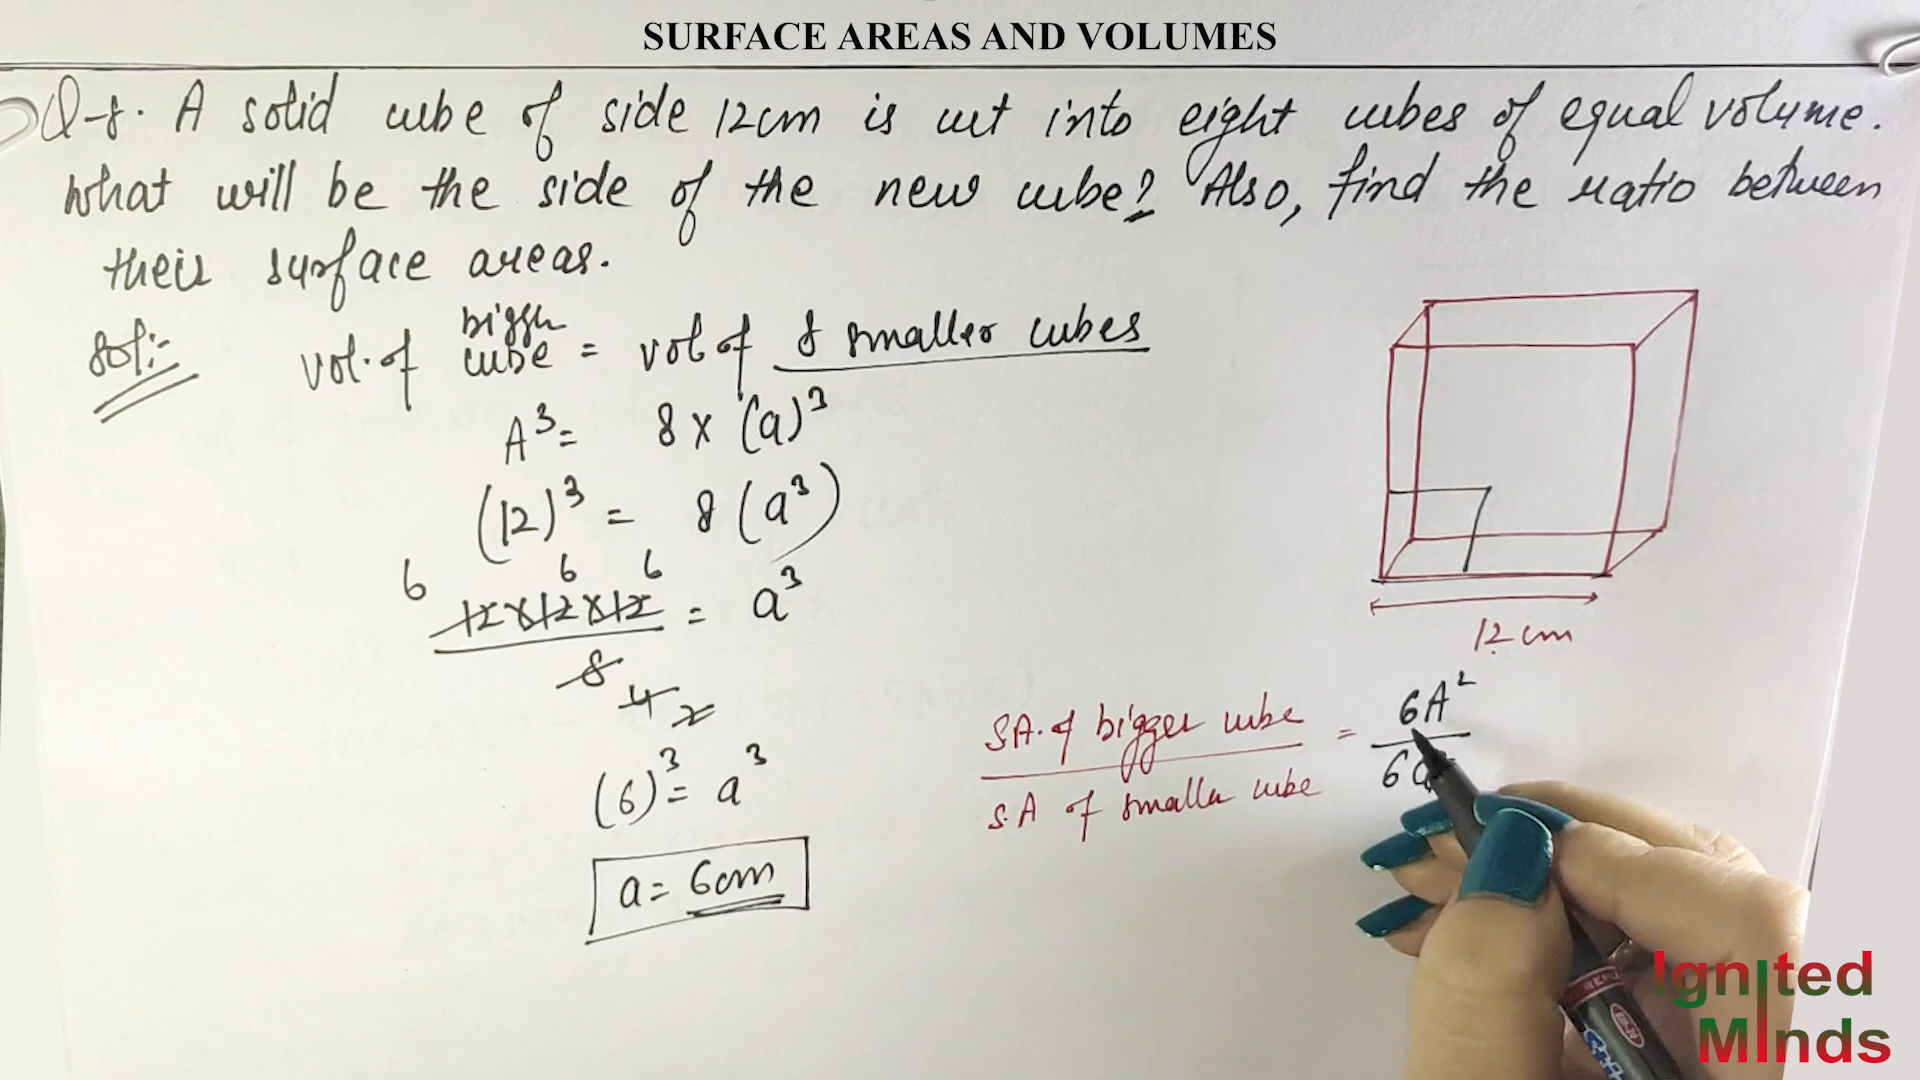 SURFACE AREAS AND VOLUMES
Q-8. A solid cube of side 12cm is cut into eight cubes of equal volume.
What will be the side of the new cube? Also, find the ratio between
their surface areas.
Sol:-
vol. of bigger cube = vol of 8 smaller cubes
A³ = 8 x (a)³
(12)³ = 8 (a³)
6 6 6
12 x 12 x 12 = a³
8 4 2
(6)³ = a³
a = 6cm
12 cm
S.A. of bigger cube = 6A²
S.A of smaller cube 6a
Ignited
Minds